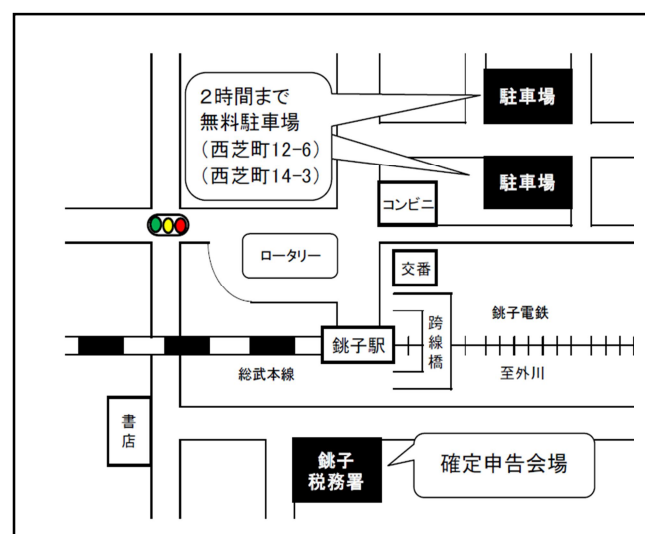 2時間まで
無料駐車場
（西芝町12-6）
（西芝町14-3）
駐車場
駐車場
コンビニ
ロータリー
交番
銚子電鉄
跨線橋
銚子駅
総武本線
至外川
書店
銚子
税務署
確定申告会場